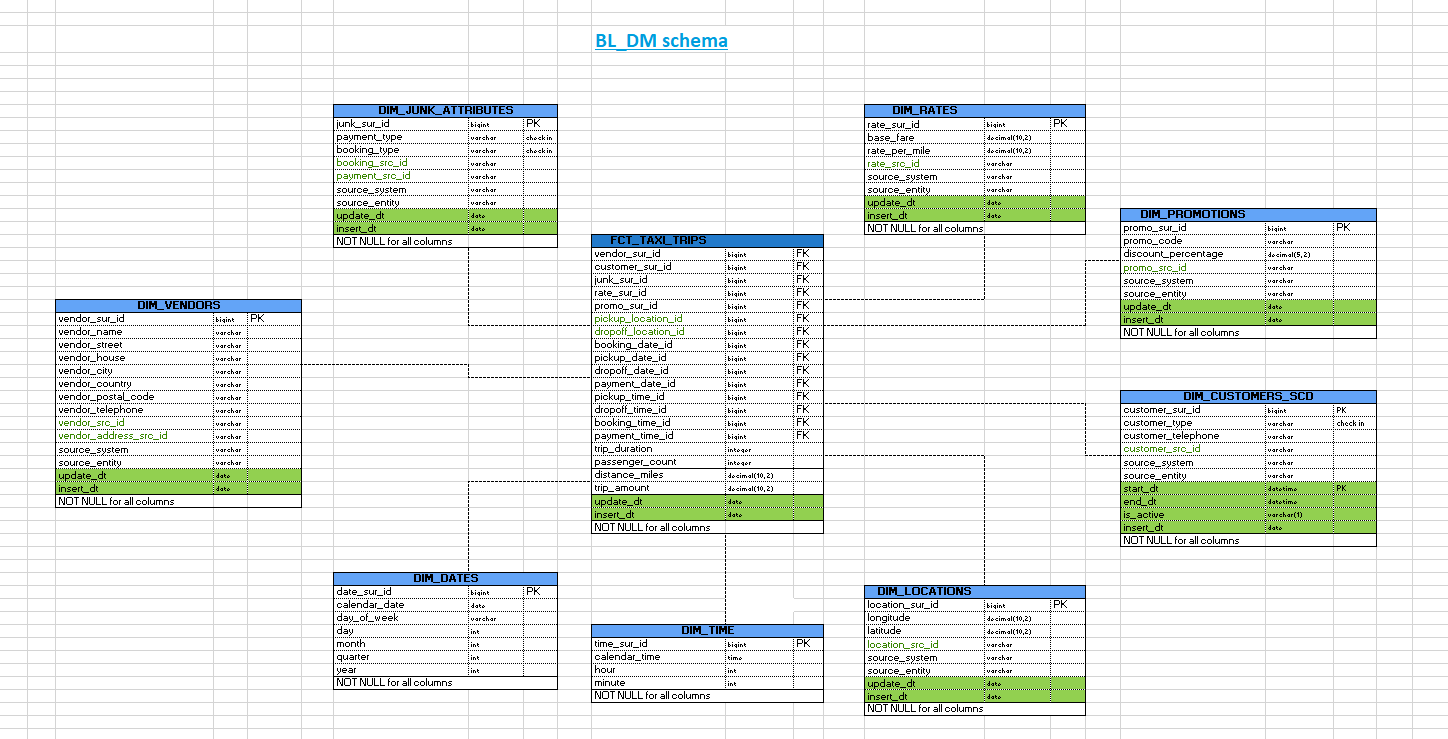 BL_DM schema
DIM_JUNK_ATTRIBUTES
junk_sur_id bigint PK
payment_type varchar check in
booking_type varchar check in
booking_src_id varchar
payment_src_id varchar
source_system varchar
source_entity varchar
update_dt date
insert_dt date
NOT NULL for all columns
DIM_RATES
rate_sur_id bigint PK
base_fare decimal(10,2)
rate_per_mile decimal(10,2)
rate_src_id varchar
source_system varchar
source_entity varchar
update_dt date
insert_dt date
NOT NULL for all columns
DIM_PROMOTIONS
promo_sur_id bigint PK
promo_code varchar
discount_percentage decimal(5,2)
promo_src_id varchar
source_system varchar
source_entity varchar
update_dt date
insert_dt date
NOT NULL for all columns
FCT_TAXI_TRIPS
vendor_sur_id bigint FK
customer_sur_id bigint FK
junk_sur_id bigint FK
rate_sur_id bigint FK
promo_sur_id bigint FK
pickup_location_id bigint FK
dropoff_location_id bigint FK
booking_date_id bigint FK
pickup_date_id bigint FK
dropoff_date_id bigint FK
payment_date_id bigint FK
pickup_time_id bigint FK
dropoff_time_id bigint FK
booking_time_id bigint FK
payment_time_id bigint FK
trip_duration integer
passenger_count integer
distance_miles decimal(10,2)
trip_amount decimal(10,2)
update_dt date
insert_dt date
NOT NULL for all columns
DIM_VENDORS
vendor_sur_id bigint PK
vendor_name varchar
vendor_street varchar
vendor_house varchar
vendor_city varchar
vendor_country varchar
vendor_postal_code varchar
vendor_telephone varchar
vendor_src_id varchar
vendor_address_src_id varchar
source_system varchar
source_entity varchar
update_dt date
insert_dt date
NOT NULL for all columns
DIM_CUSTOMERS_SCD
customer_sur_id bigint PK
customer_type varchar check in
customer_telephone varchar
customer_src_id varchar
source_system varchar
source_entity varchar
start_dt datetime PK
end_dt datetime
is_active varchar(1)
insert_dt date
NOT NULL for all columns
DIM_DATES
date_sur_id bigint PK
calendar_date date
day_of_week varchar
day int
month int
quarter int
year int
NOT NULL for all columns
DIM_TIME
time_sur_id bigint PK
calendar_time time
hour int
minute int
NOT NULL for all columns
DIM_LOCATIONS
location_sur_id bigint PK
longitude decimal(10,2)
latitude decimal(10,2)
location_src_id varchar
source_system varchar
source_entity varchar
update_dt date
insert_dt date
NOT NULL for all columns